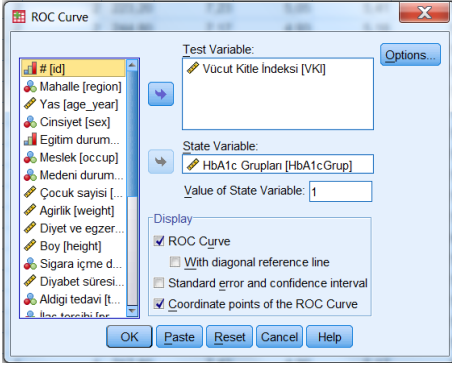 ROC Curve
# [id]
Mahalle [region]
Yas [age_year]
Cinsiyet [sex]
Egitim durum...
Meslek [occup]
Medeni durum...
Çocuk sayisi [...
Agirlik [weight]
Diyet ve egzer...
Boy [height]
Sigara içme d...
Diyabet süresi...
Aldigi tedavi [t...
Test Variable:
Vücut Kitle İndeksi [VKI]
State Variable:
HbA1c Grupları [HbA1cGrup]
Value of State Variable: 1
Display
ROC Curve
With diagonal reference line
Standard error and confidence interval
Coordinate points of the ROC Curve
Options...
OK Paste Reset Cancel Help